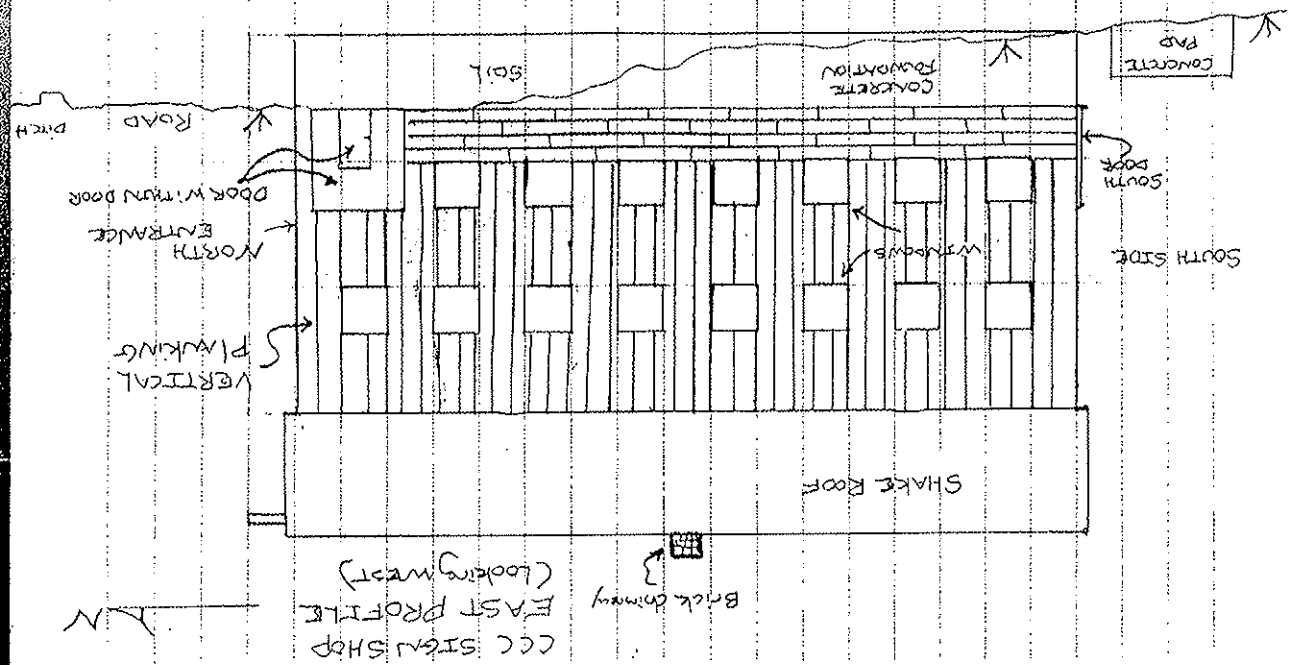 CCC SIGN SHOP
EAST PROFILE
(LOOKING WEST)
N
Brick chimney
SHAKE ROOF
VERTICAL
PLANKING
SOUTH SIDE
WINDOWS
NORTH
ENTRANCE
DOOR WITHIN DOOR
SOUTH
DOOR
ROAD
DITCH
CONCRETE
FOUNDATION
SOIL
CONCRETE
PAD